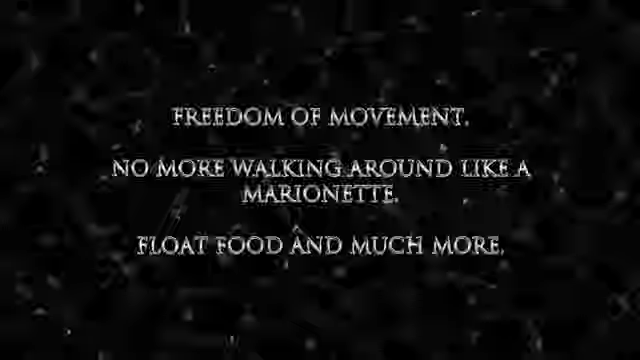 FREEDOM OF MOVEMENT.
NO MORE WALKING AROUND LIKE A
MARIONETTE.
FLOAT FOOD AND MUCH MORE.